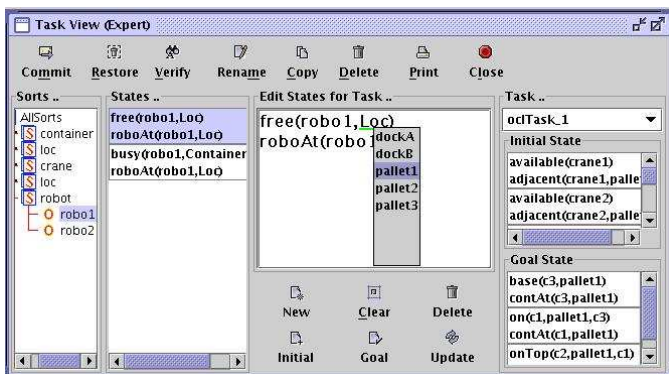 Task View (Expert)
Commit Restore Verify Rename Copy Delete Print Close
Sorts ..
AllSorts
S container
S loc
S crane
S loc
S robot
O robo1
O robo2
States ..
free(robo1,Loc)
roboAt(robo1,Loc)
busy(robo1,Container
roboAt(robo1,Loc)
Edit States for Task ..
free(robo1,Loc)
roboAt(robo1
dockA
dockB
pallet1
pallet2
pallet3
New Clear Delete
Initial Goal Update
Task ..
oclTask_1
Initial State
available(crane1)
adjacent(crane1,palle
available(crane2)
adjacent(crane2,palle
Goal State
base(c3,pallet1)
contAt(c3,pallet1)
on(c1,pallet1,c3)
contAt(c1,pallet1)
onTop(c2,pallet1,c1)